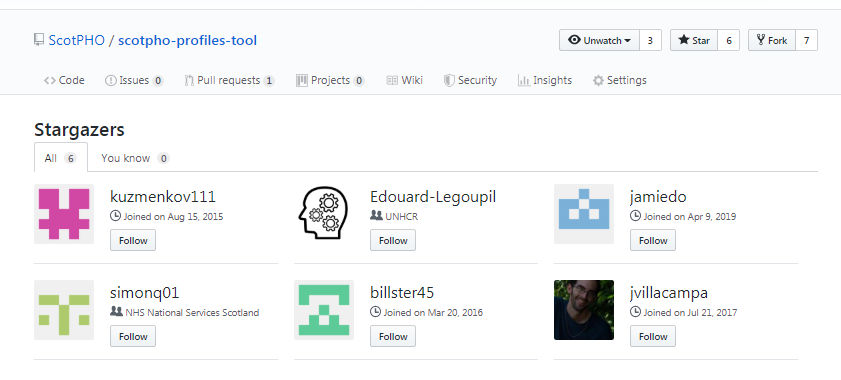 ScotPHO / scotpho-profiles-tool
Unwatch 3 Star 6 Fork 7
Code Issues 0 Pull requests 1 Projects 0 Wiki Security Insights Settings
Stargazers
All 6 You know 0
kuzmenkov111
Joined on Aug 15, 2015
Follow
Edouard-Legoupil
UNHCR
Follow
jamiedo
Joined on Apr 9, 2019
Follow
simonq01
NHS National Services Scotland
Follow
billster45
Joined on Mar 20, 2016
Follow
jvillacampa
Joined on Jul 21, 2017
Follow